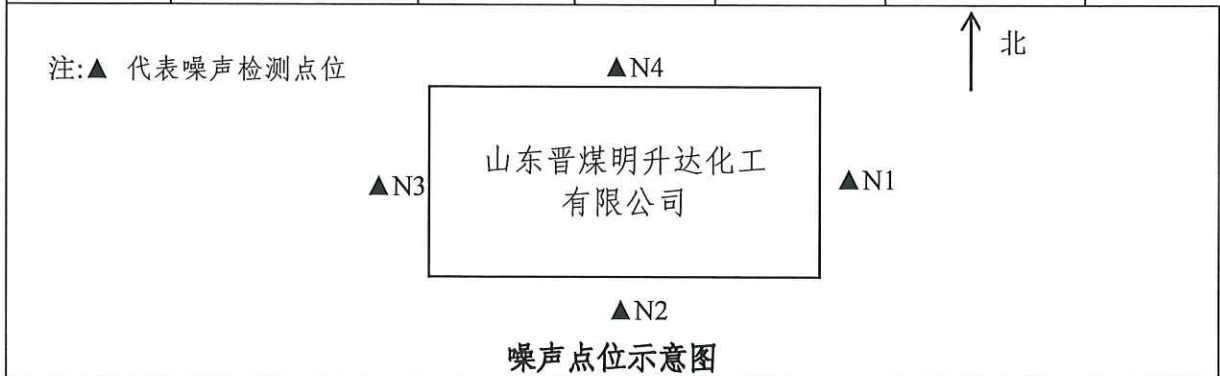 北
注:▲ 代表噪声检测点位
▲N4
山东晋煤明升达化工
有限公司
▲N3
▲N1
▲N2
噪声点位示意图